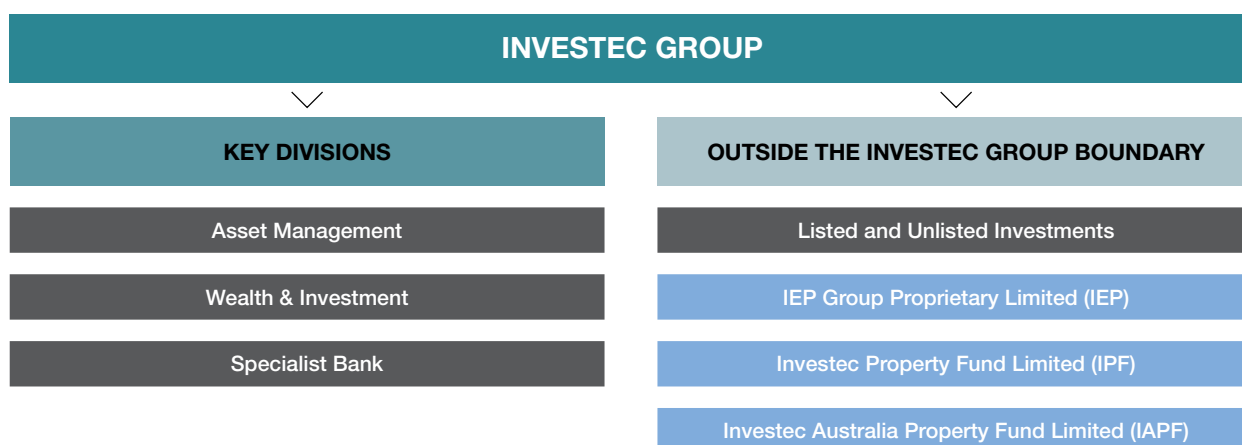 INVESTEC GROUP
KEY DIVISIONS
Asset Management
Wealth & Investment
Specialist Bank
OUTSIDE THE INVESTEC GROUP BOUNDARY
Listed and Unlisted Investments
IEP Group Proprietary Limited (IEP)
Investec Property Fund Limited (IPF)
Investec Australia Property Fund Limited (IAPF)